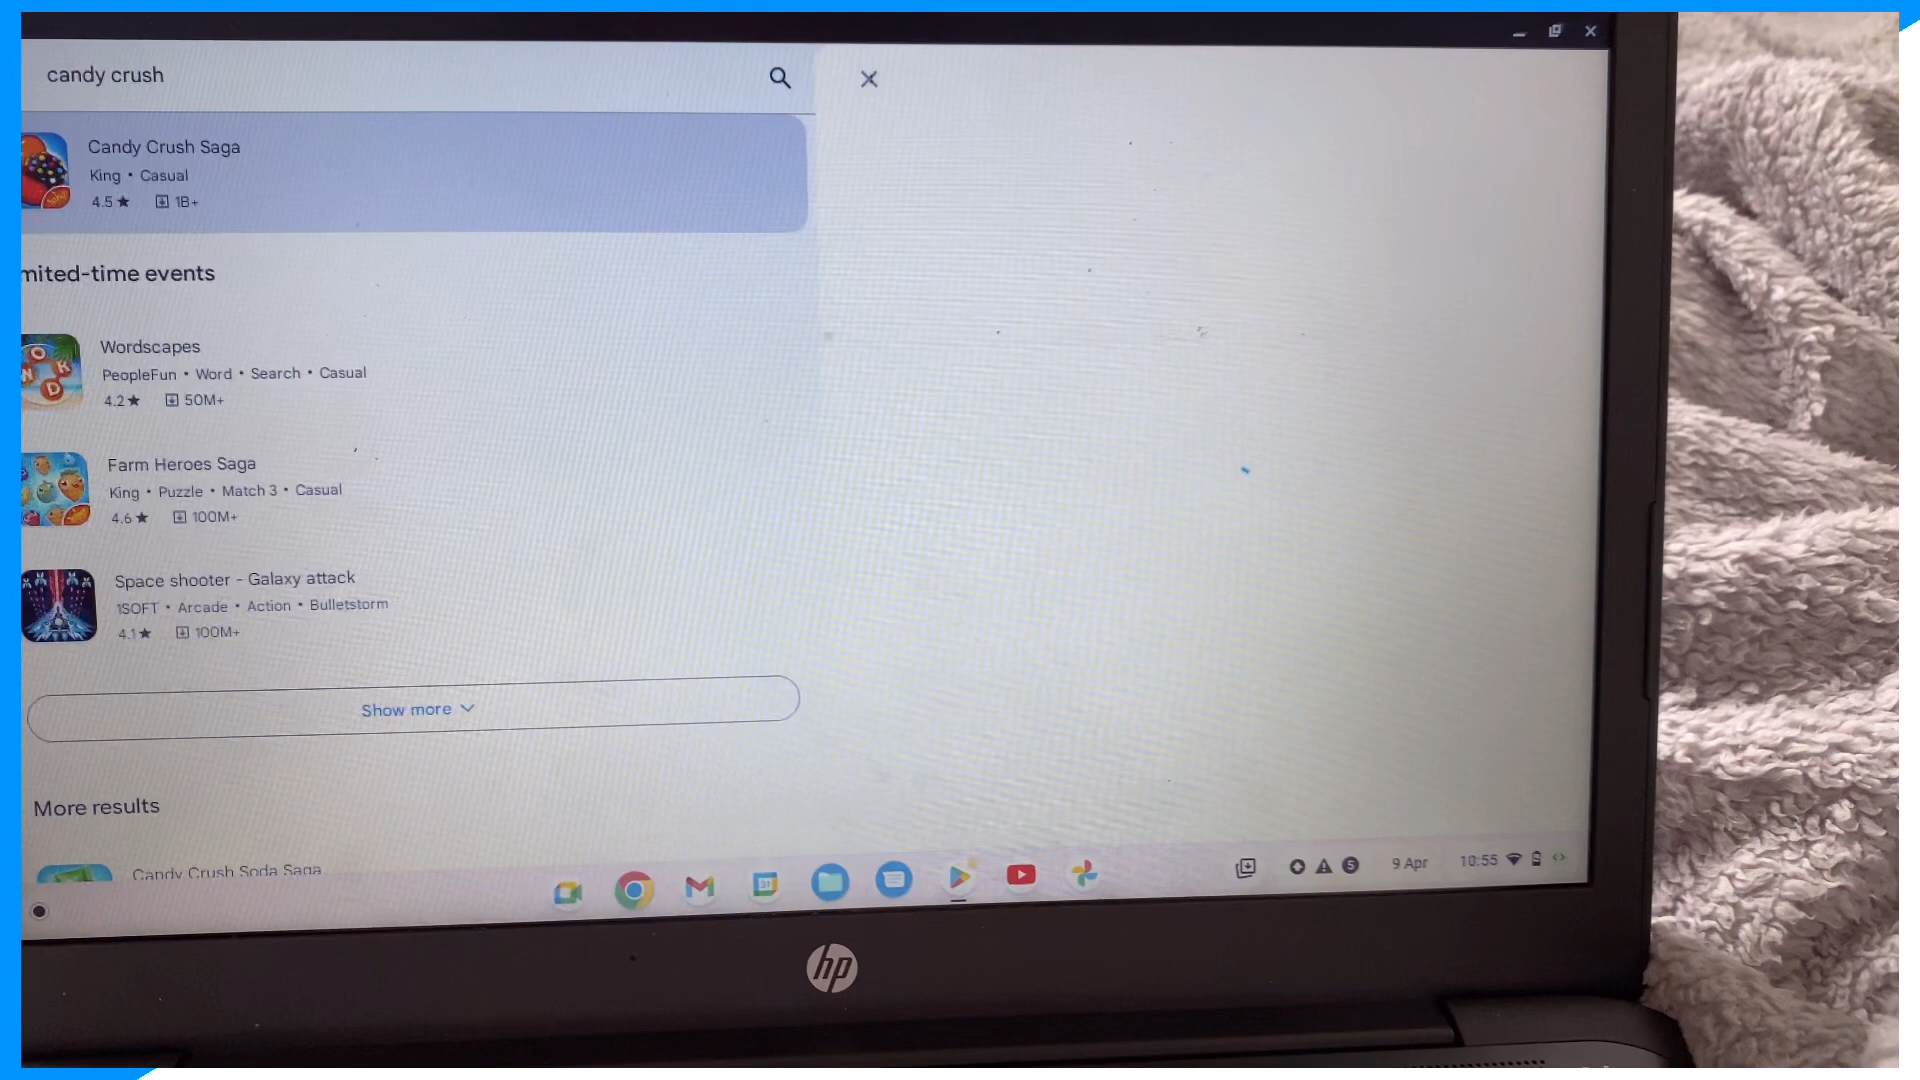 candy crush
Candy Crush Saga
King • Casual
4.5★ 1B+
mited-time events
Wordscapes
PeopleFun • Word • Search • Casual
4.2★ 50M+
Farm Heroes Saga
King • Puzzle • Match 3 • Casual
4.6★ 100M+
Space shooter - Galaxy attack
1SOFT • Arcade • Action • Bulletstorm
4.1★ 100M+
Show more
More results
Candy Crush Soda Saga
31
5
9 Apr
10:55
hp